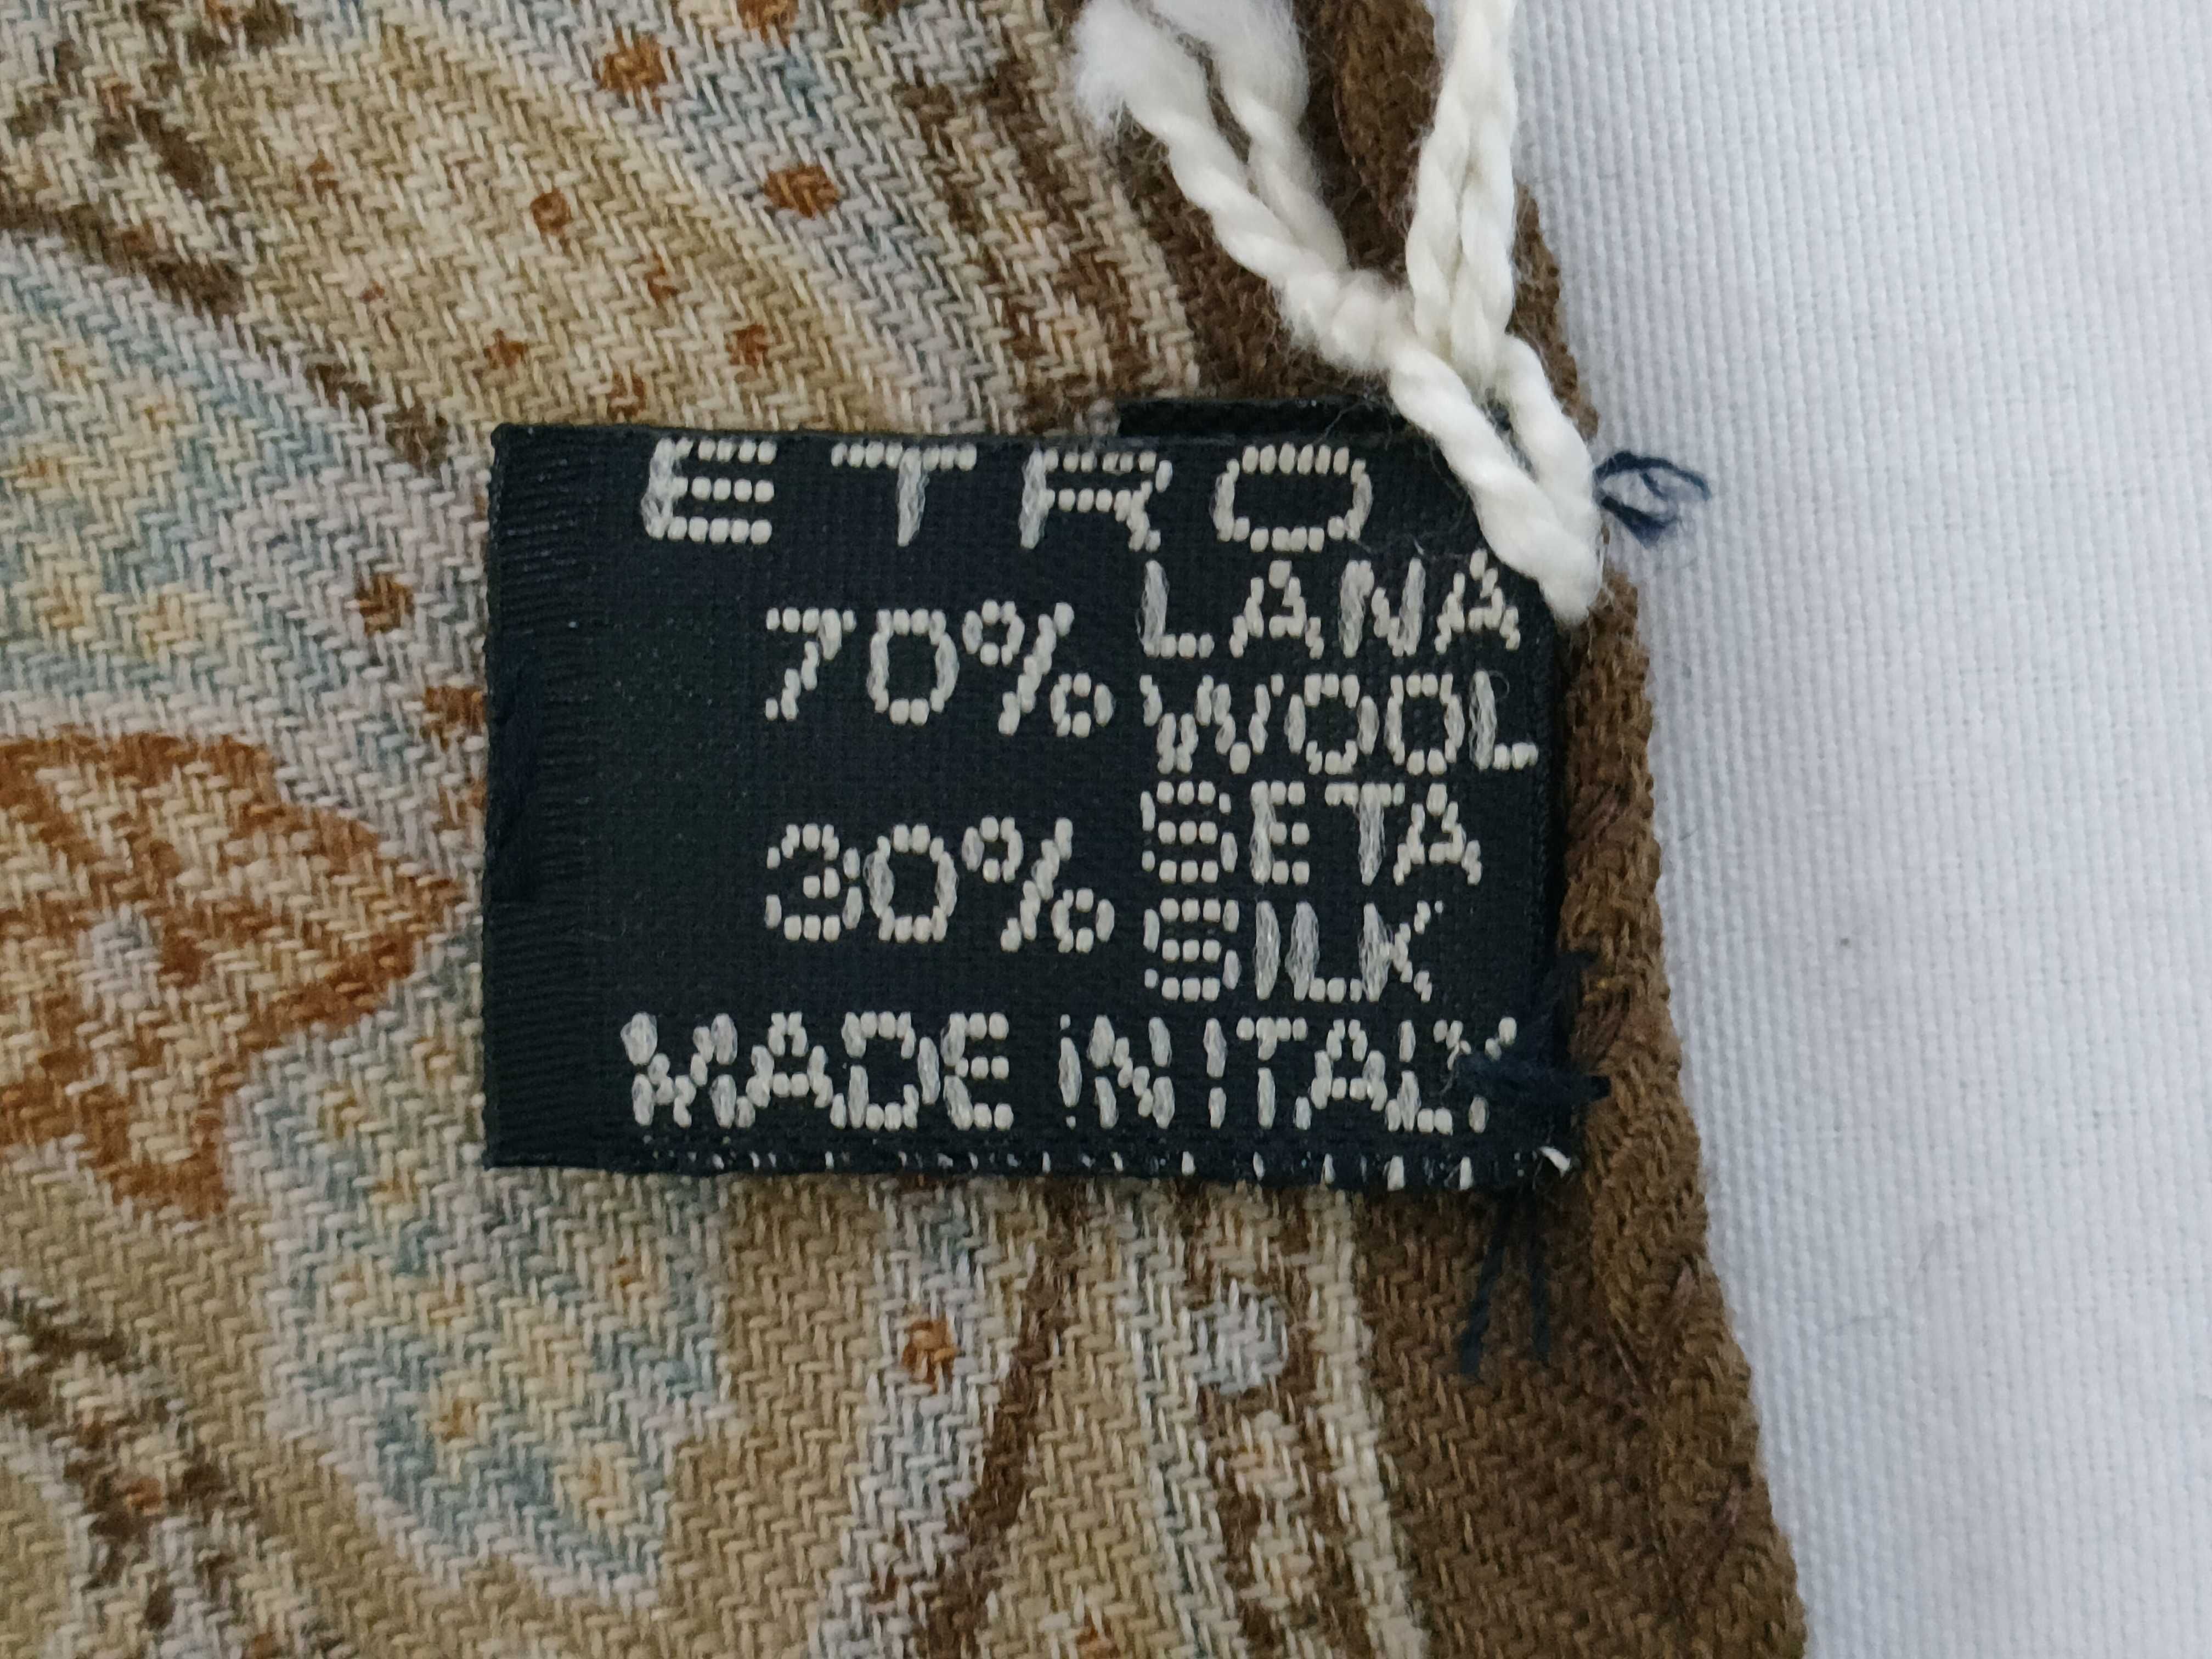 ETRO
LANA
70% WOOL
SETA
30% SILK
MADE IN ITALY